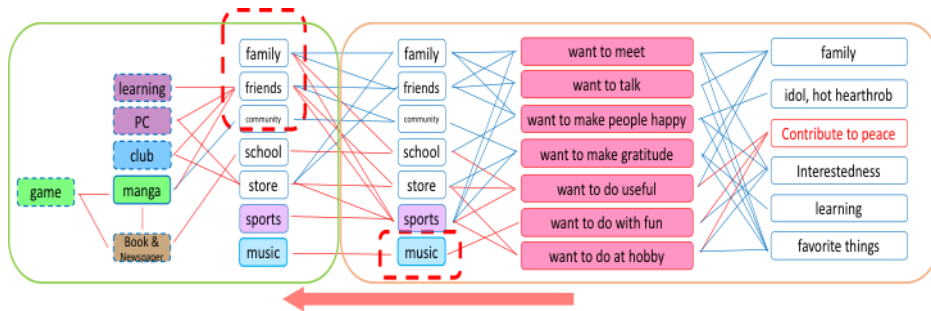 game
learning
PC
club
manga
Book &
Newspaper
family
friends
community
school
store
sports
music
family
friends
community
school
store
sports
music
want to meet
want to talk
want to make people happy
want to make gratitude
want to do useful
want to do with fun
want to do at hobby
family
idol, hot hearthrob
Contribute to peace
Interestedness
learning
favorite things